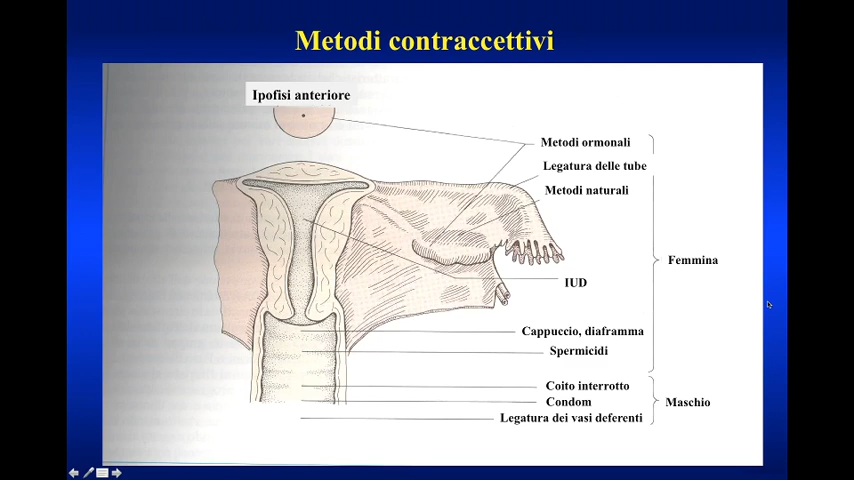 Metodi contraccettivi
Ipofisi anteriore
Metodi ormonali
Legatura delle tube
Metodi naturali
Femmina
IUD
Cappuccio, diaframma
Spermicidi
Coito interrotto
Condom
Maschio
Legatura dei vasi deferenti